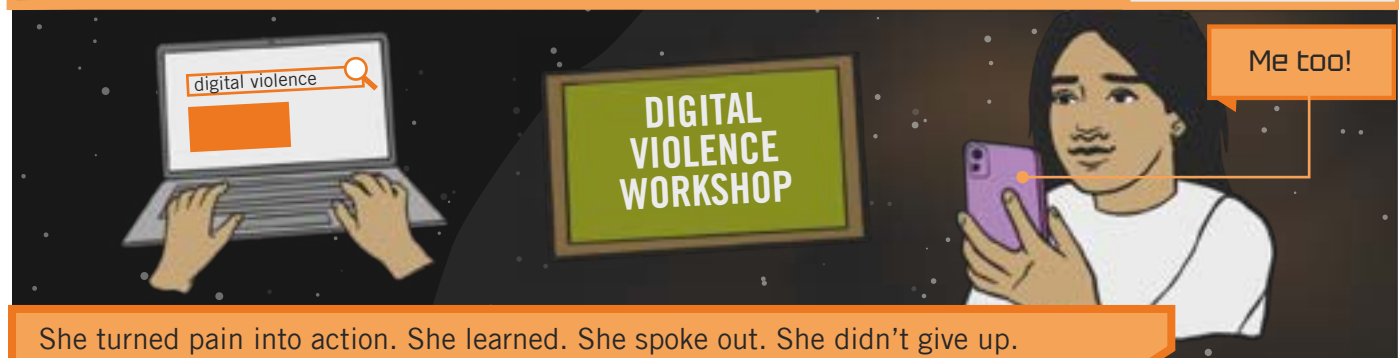 digital violence
DIGITAL
VIOLENCE
WORKSHOP
Me too!
She turned pain into action. She learned. She spoke out. She didn’t give up.